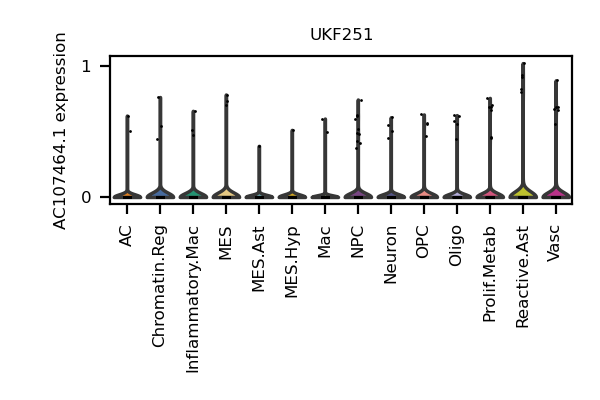 UKF251
AC107464.1 expression
1
0
AC
Chromatin.Reg
Inflammatory.Mac
MES
MES.Ast
MES.Hyp
Mac
NPC
Neuron
OPC
Oligo
Prolif.Metab
Reactive.Ast
Vasc